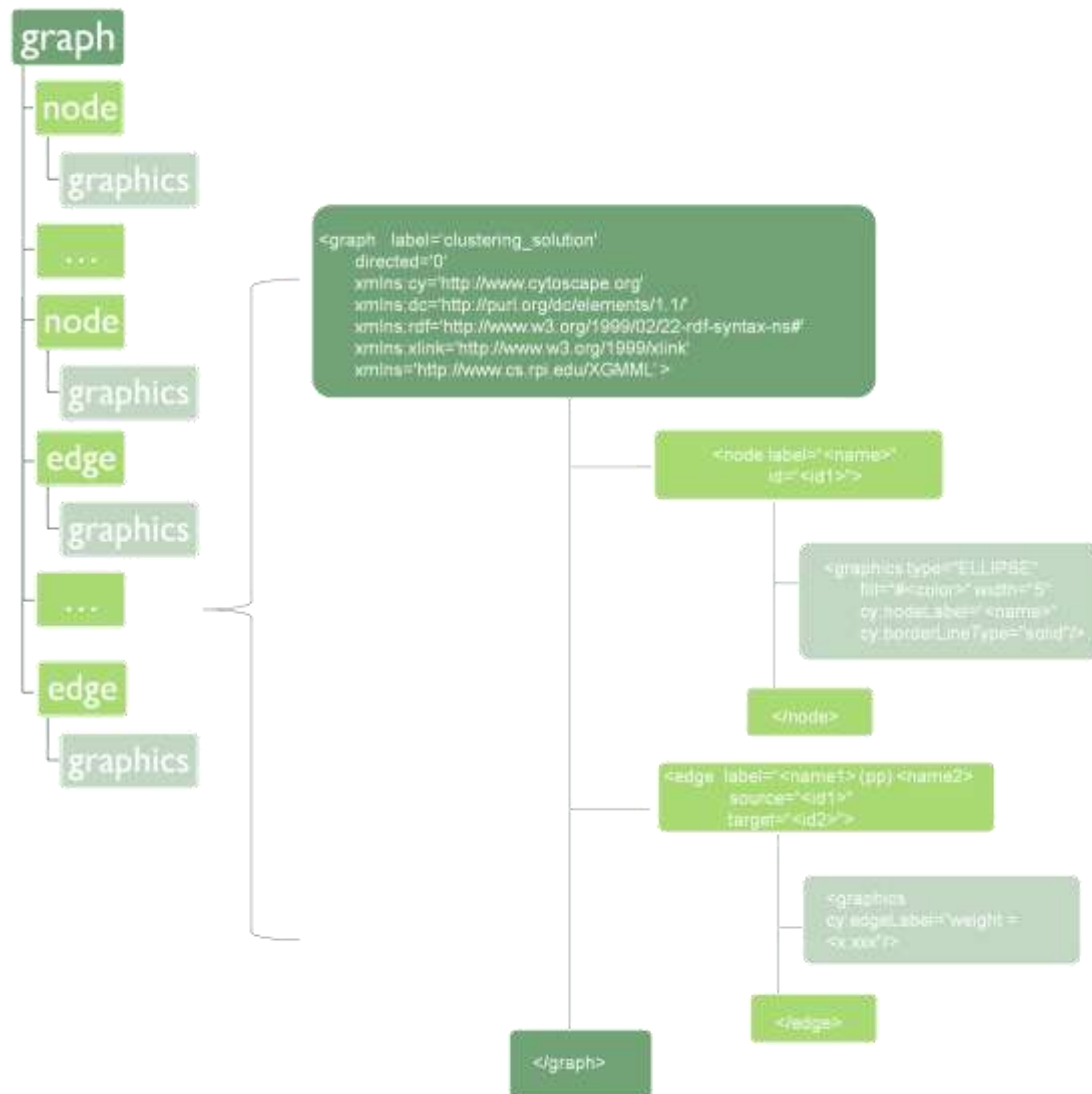 graph
node
graphics
...
node
graphics
edge
graphics
...
edge
graphics
<graph label='clustering_solution'
directed='0'
xmlns:cy='http://www.cytoscape.org'
xmlns:dc='http://purl.org/dc/elements/1.1/'
xmlns:rdf='http://www.w3.org/1999/02/22-rdf-syntax-ns#'
xmlns:xlink='http://www.w3.org/1999/xlink'
xmlns='http://www.cs.rpi.edu/XGMML'>
<node label="<name>"
id="<id1>">
<graphics type="ELLIPSE"
fill="#<color>" width="5"
cy:nodeLabel="<name>"
cy:borderLineType="solid"/>
</node>
<edge label="<name1> (pp) <name2>
source="<id1>"
target="<id2>">
<graphics
cy:edgeLabel="weight =
<x.xxx"/>
</edge>
</graph>